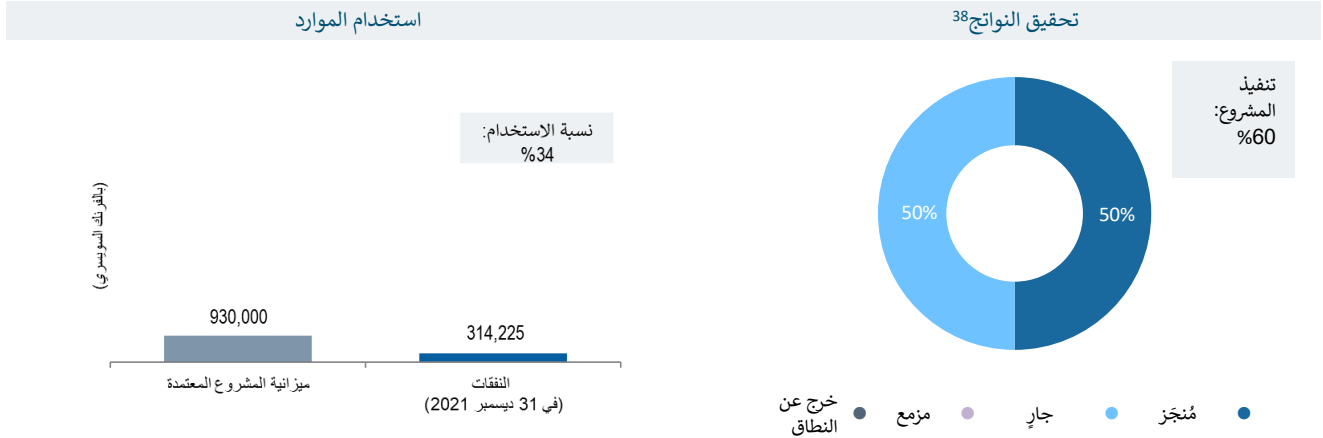 تحقيق النواتج38
تنفيذ
المشروع:
60%
50%
50%
مُنجَز
جارٍ
مزمع
خرج عن
النطاق
استخدام الموارد
نسبة الاستخدام:
34%
(بالفرنك السويسري)
930,000
314,225
ميزانية المشروع المعتمدة
النفقات
(في 31 ديسمبر 2021)